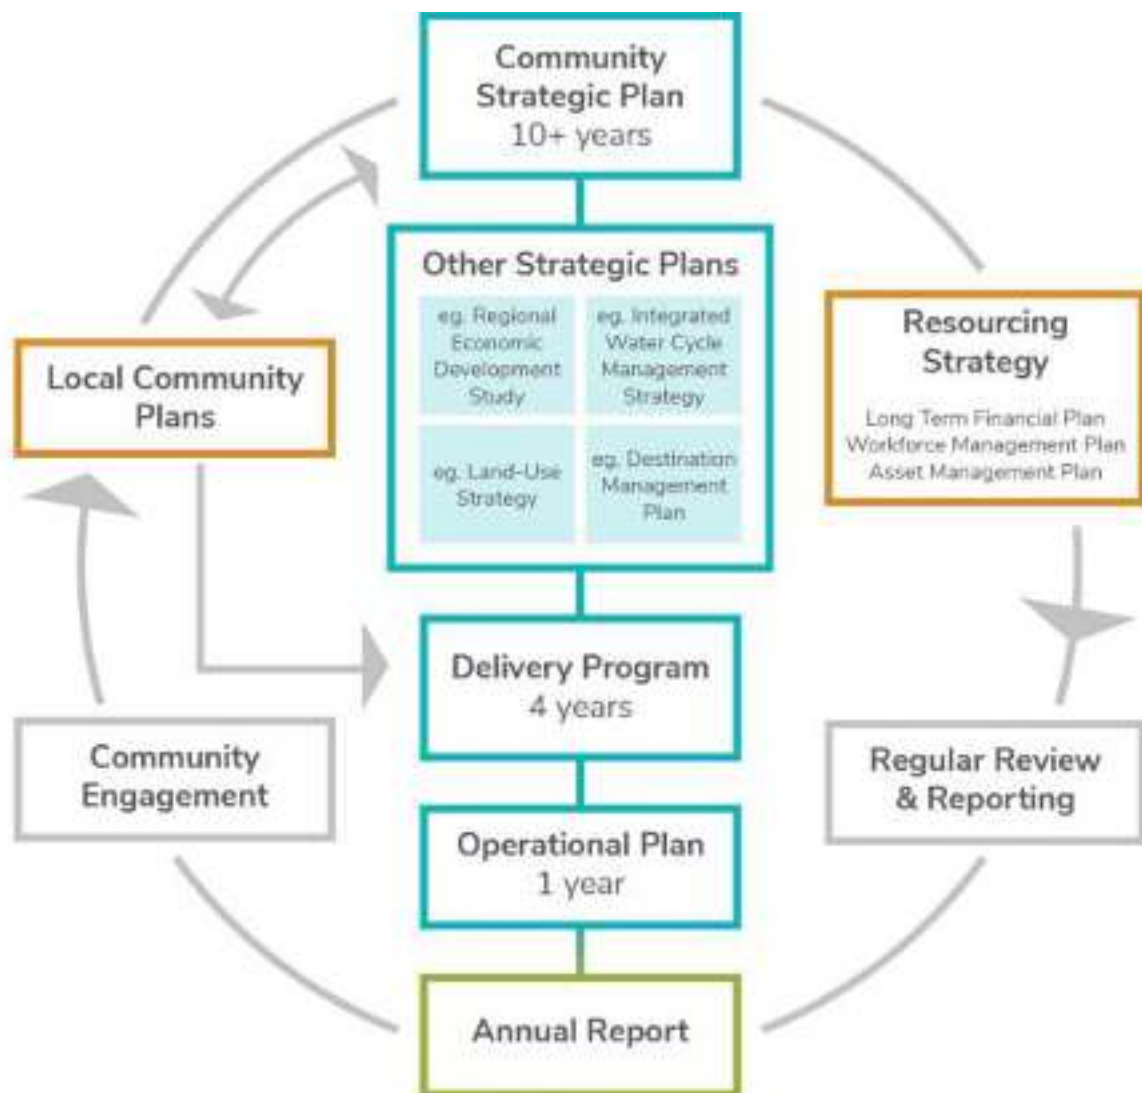 Community
Strategic Plan
10+ years
Other Strategic Plans
eg. Regional
Economic
Development
Study
eg. Integrated
Water Cycle
Management
Strategy
eg. Land-Use
Strategy
eg. Destination
Management
Plan
Resourcing
Strategy
Long Term Financial Plan
Workforce Management Plan
Asset Management Plan
Local Community
Plans
Delivery Program
4 years
Community
Engagement
Regular Review
& Reporting
Operational Plan
1 year
Annual Report